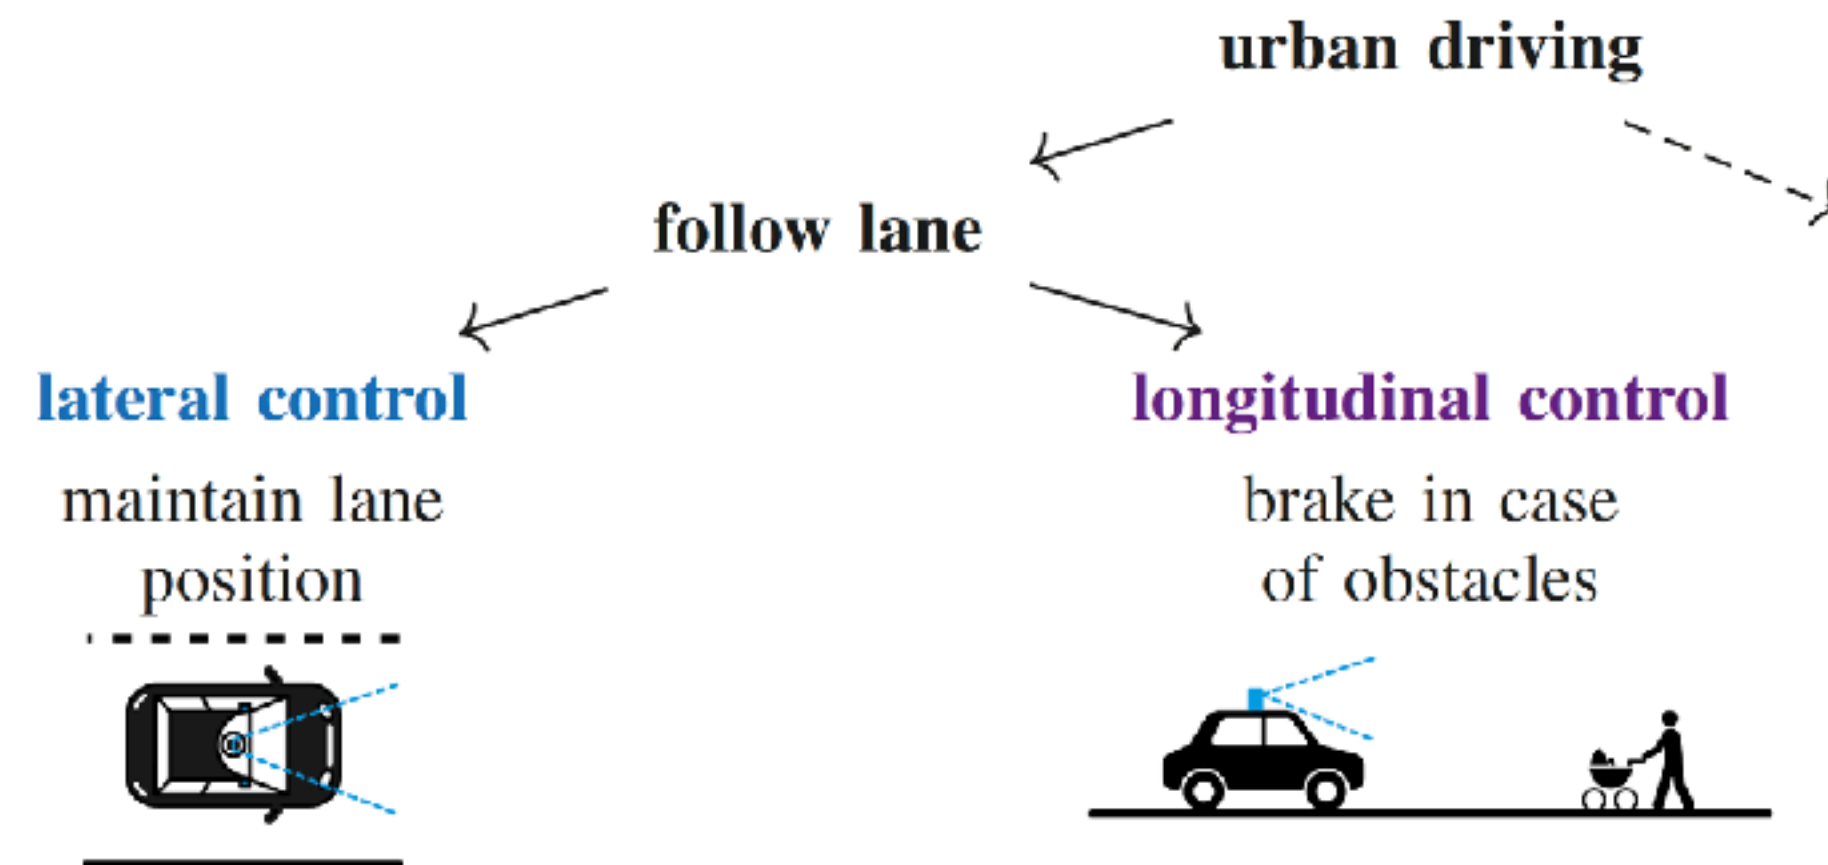 urban driving
follow lane
lateral control
maintain lane
position
longitudinal control
brake in case
of obstacles